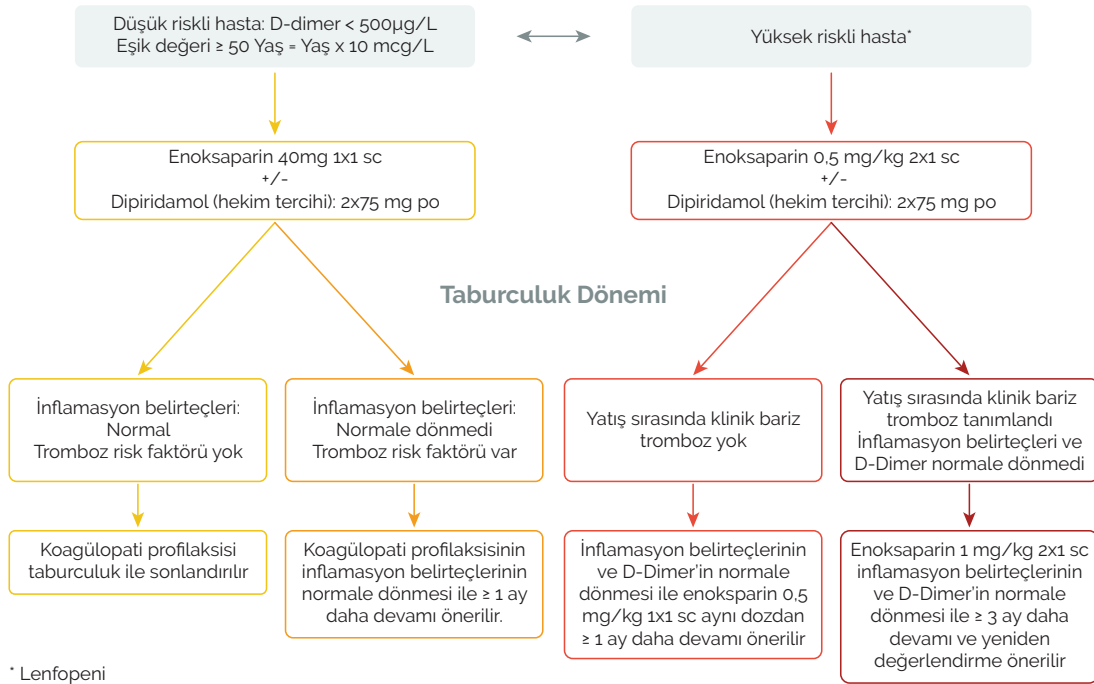 Düşük riskli hasta: D-dimer < 500µg/L
Eşik değeri ≥ 50 Yaş = Yaş x 10 mcg/L
Yüksek riskli hasta*
Enoksaparin 40mg 1x1 sc
+/-
Dipiridamol (hekim tercihi): 2x75 mg po
Enoksaparin 0,5 mg/kg 2x1 sc
+/-
Dipiridamol (hekim tercihi): 2x75 mg po
Taburculuk Dönemi
İnflamasyon belirteçleri:
Normal
Tromboz risk faktörü yok
İnflamasyon belirteçleri:
Normale dönmedi
Tromboz risk faktörü var
Yatış sırasında klinik bariz
tromboz yok
Yatış sırasında klinik bariz
tromboz tanımlandı
İnflamasyon belirteçleri ve
D-Dimer normale dönmedi
Koagülopati profilaksisi
taburculuk ile sonlandırılır
Koagülopati profilaksisinin
inflamasyon belirteçlerinin
normale dönmesi ile ≥ 1 ay
daha devamı önerilir.
İnflamasyon belirteçlerinin
ve D-Dimer'in normale
dönmesi ile enoksparin 0,5
mg/kg 1x1 sc aynı dozdan
≥ 1 ay daha devamı önerilir
Enoksaparin 1 mg/kg 2x1 sc
inflamasyon belirteçlerinin
ve D-Dimer'in normale
dönmesi ile ≥ 3 ay daha
devamı ve yeniden
değerlendirme önerilir
* Lenfopeni